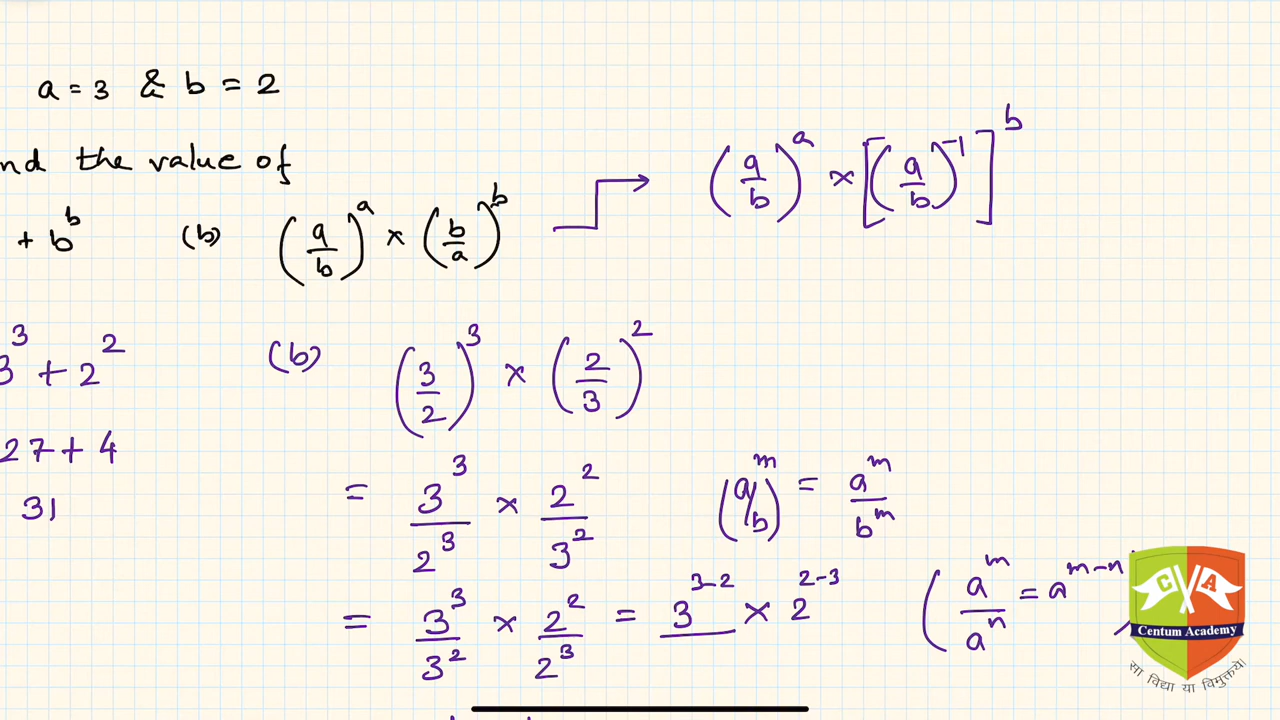 a = 3 & b = 2
nd the value of
+ b^b (b) (a/b)^a × (b/a)^b → (a/b)^a × [(a/b)^-1]^b
3^3 + 2^2
27 + 4
31
(b) (3/2)^3 × (2/3)^2
= 3^3/2^3 × 2^2/3^2 (a/b)^m = a^m/b^m
= 3^3/3^2 × 2^2/2^3 = 3^(3-2) × 2^(2-3) (a^m/a^n = a^(m-n)
C A
Centum Academy
सा विद्या या विमुक्तये।